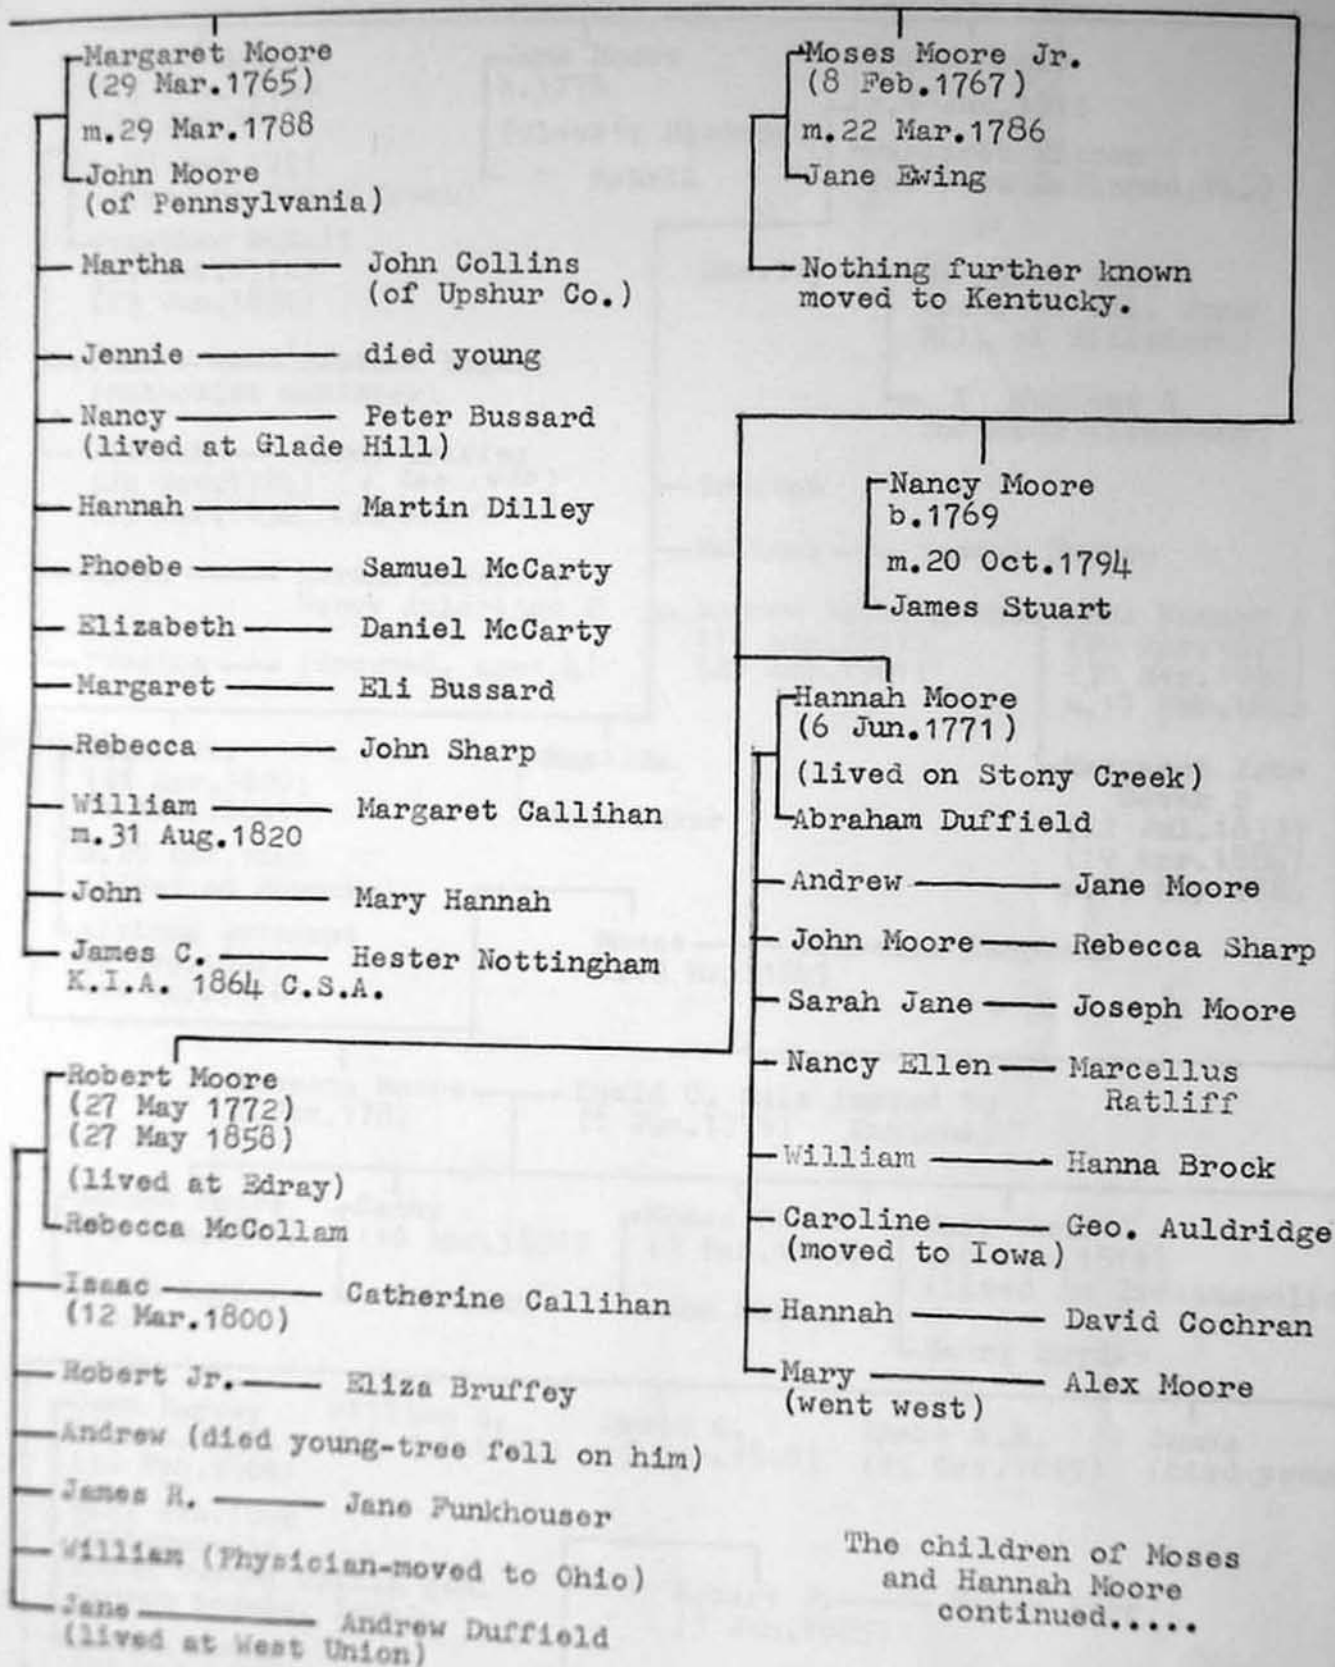 Margaret Moore
(29 Mar.1765)
m.29 Mar.1788
John Moore
(of Pennsylvania)
Martha John Collins
(of Upshur Co.)
Jennie died young
Nancy Peter Bussard
(lived at Glade Hill)
Hannah Martin Dilley
Phoebe Samuel McCarty
Elizabeth Daniel McCarty
Margaret Eli Bussard
Rebecca John Sharp
William Margaret Callihan
m.31 Aug.1820
John Mary Hannah
James C. Hester Nottingham
K.I.A. 1864 C.S.A.
Moses Moore Jr.
(8 Feb.1767)
m.22 Mar.1786
Jane Ewing
Nothing further known
moved to Kentucky.
Nancy Moore
b.1769
m.20 Oct.1794
James Stuart
Hannah Moore
(6 Jun.1771)
(lived on Stony Creek)
Abraham Duffield
Andrew Jane Moore
John Moore Rebecca Sharp
Sarah Jane Joseph Moore
Nancy Ellen Marcellus
Ratliff
William Hanna Brock
Caroline Geo. Auldridge
(moved to Iowa)
Hannah David Cochran
Mary Alex Moore
(went west)
Robert Moore
(27 May 1772)
(27 May 1858)
(lived at Edray)
Rebecca McCollam
Isaac Catherine Callihan
(12 Mar.1800)
Robert Jr. Eliza Bruffey
Andrew (died young-tree fell on him)
James R. Jane Funkhouser
William (Physician-moved to Ohio)
Jane Andrew Duffield
(lived at West Union)
The children of Moses
and Hannah Moore
continued.....